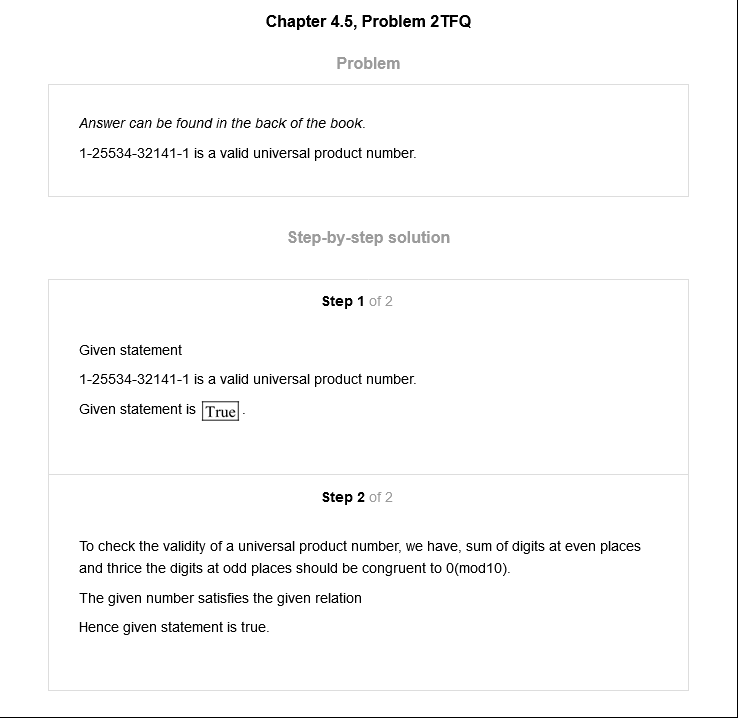 Chapter 4.5, Problem 2TFQ
Problem
Answer can be found in the back of the book.
1-25534-32141-1 is a valid universal product number.
Step-by-step solution
Step 1 of 2
Given statement
1-25534-32141-1 is a valid universal product number.
Given statement is True.
Step 2 of 2
To check the validity of a universal product number, we have, sum of digits at even places
and thrice the digits at odd places should be congruent to 0(mod10).
The given number satisfies the given relation
Hence given statement is true.